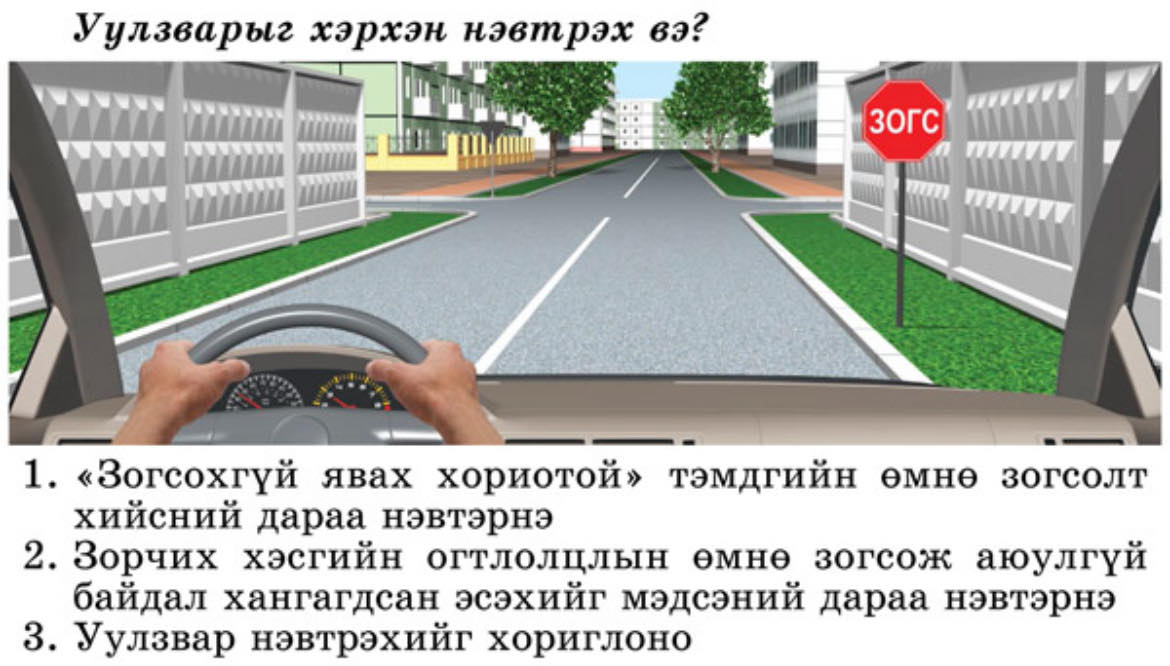 Уулзварыг хэрхэн нэвтрэх вэ?
ЗОГС
1. «Зогсохгүй явах хориотой» тэмдгийн өмнө зогсолт
хийсний дараа нэвтэрнэ
2. Зорчих хэсгийн огтлолцлын өмнө зогсож аюулгүй
байдал хангагдсан эсэхийг мэдсэний дараа нэвтэрнэ
3. Уулзвар нэвтрэхийг хориглоно